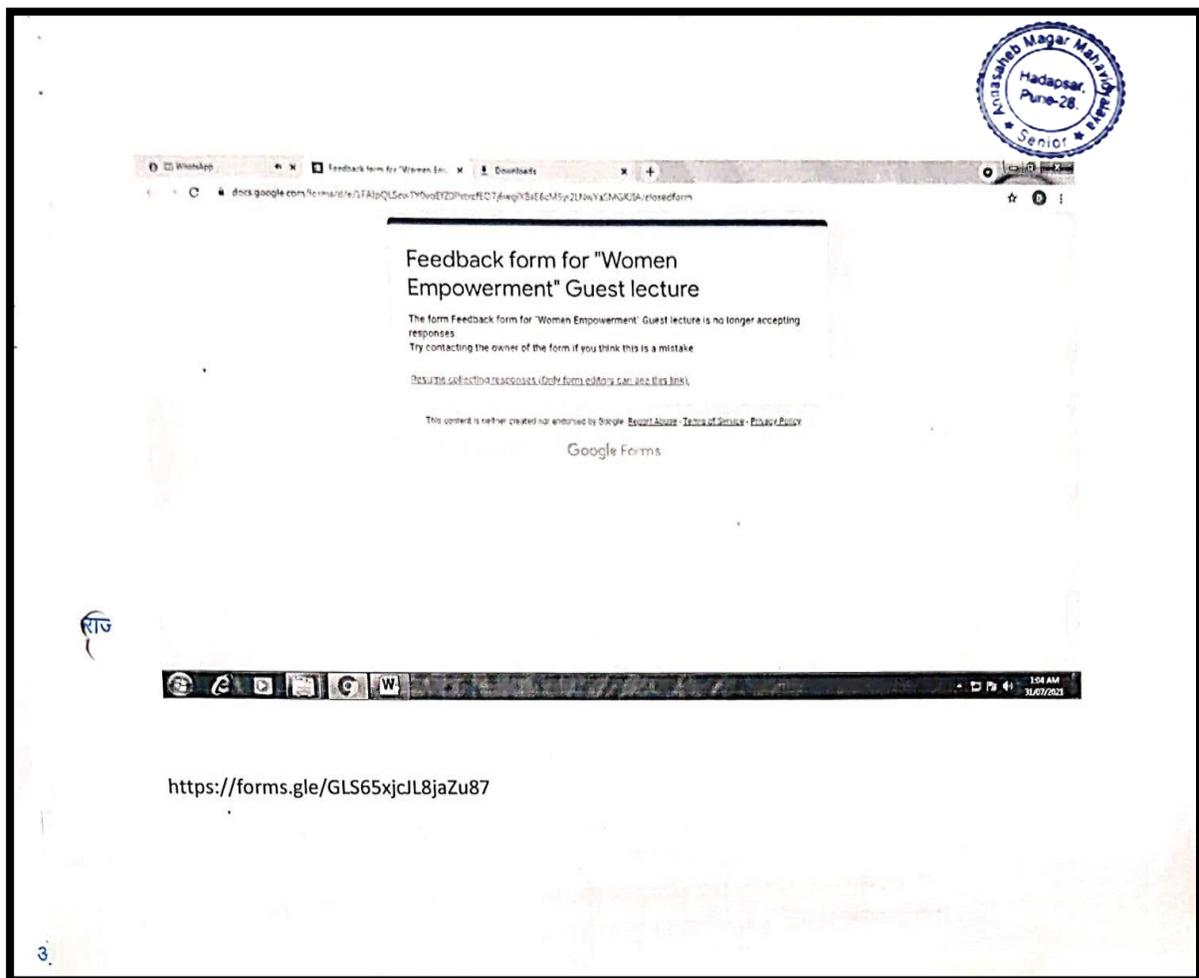 Annasaheb Magar Mahavidyalaya
Hadapsar,
Pune-28.
★ Senior ★
WhatsApp
Feedback form for "Women Em
Downloads
Feedback form for "Women
Empowerment" Guest lecture
The form Feedback form for "Women Empowerment" Guest lecture is no longer accepting
responses
Try contacting the owner of the form if you think this is a mistake
Resume collecting responses (Only form editors can see this link).
This content is neither created nor endorsed by Google. Report Abuse - Terms of Service - Privacy Policy
Google Forms
राज
1:04 AM
31/07/2021
https://forms.gle/GLS65xjcJL8jaZu87
3.